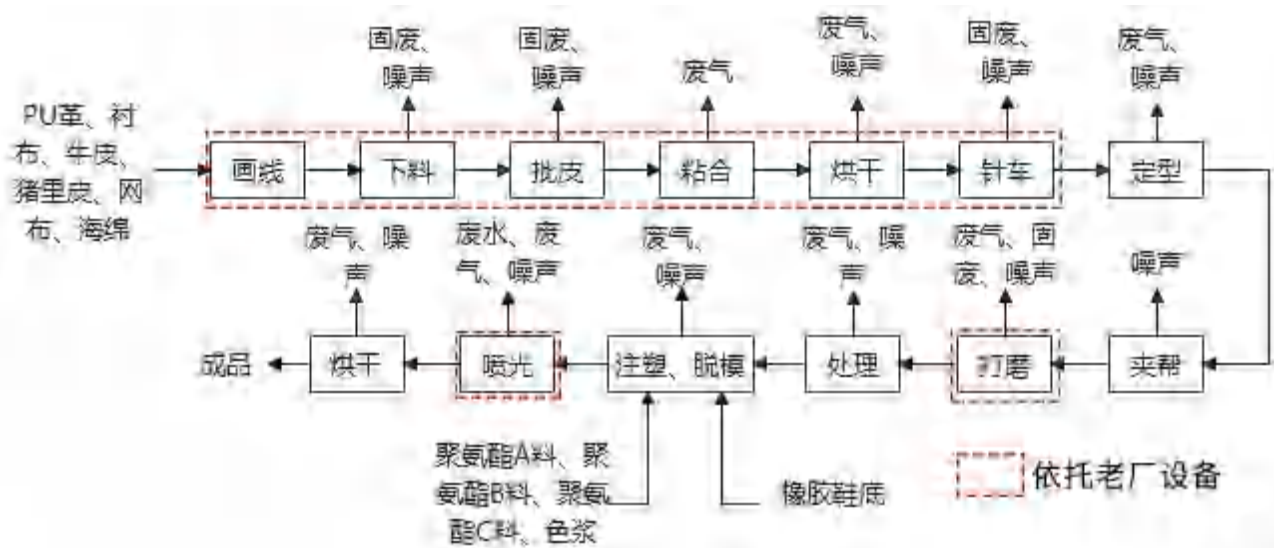 固废、
噪声
固废、
噪声
废气
废气、
噪声
固废、
噪声
废气、
噪声
PU革、衬
布、牛皮、
猪里皮、网
布、海绵
画线
下料
批皮
粘合
烘干
针车
定型
废气、噪
声
废水、废
气、噪声
废气、
噪声
废气、噪
声
废气、固
废、噪声
噪声
成品
烘干
喷光
注塑、脱模
处理
打磨
夹帮
聚氨酯A料、聚
氨酯B料、聚氨
酯C料、色浆
橡胶鞋底
依托老厂设备